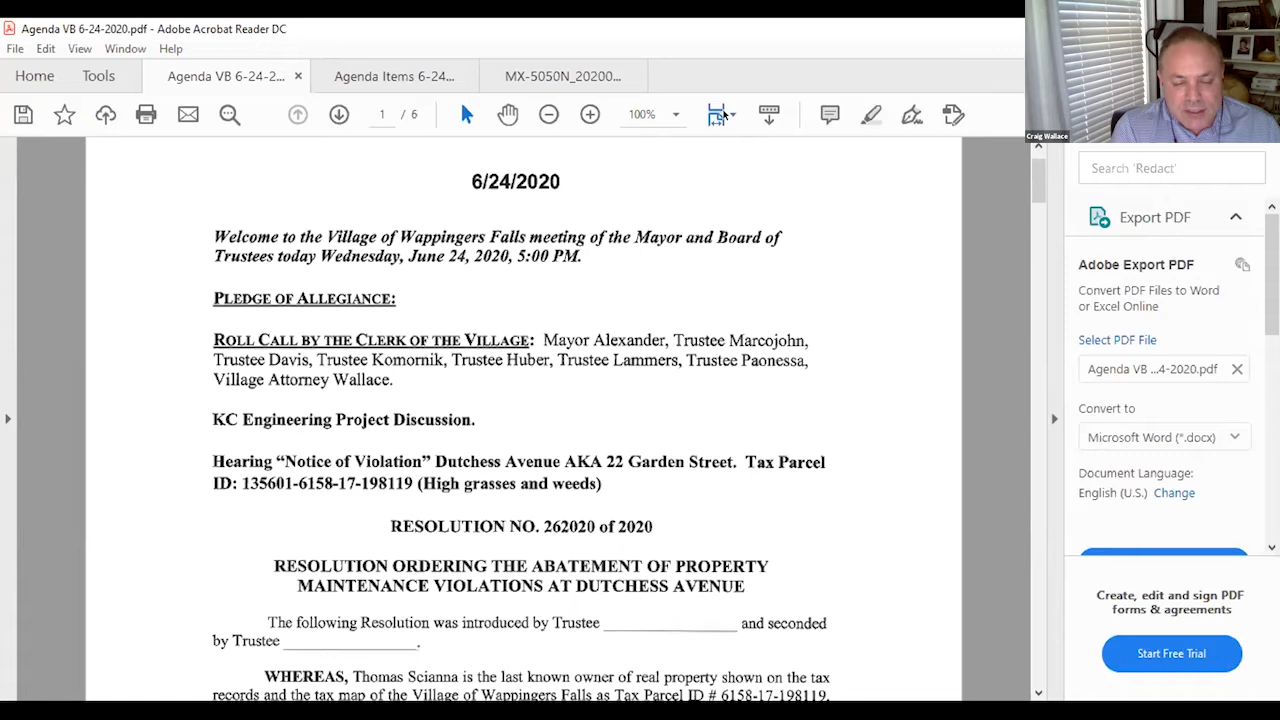 Agenda VB 6-24-2020.pdf - Adobe Acrobat Reader DC
File Edit View Window Help
Home Tools Agenda VB 6-24-2... × Agenda Items 6-24... MX-5050N_20200...
1 / 6 100%
Craig Wallace
6/24/2020
Welcome to the Village of Wappingers Falls meeting of the Mayor and Board of
Trustees today Wednesday, June 24, 2020, 5:00 PM.
PLEDGE OF ALLEGIANCE:
ROLL CALL BY THE CLERK OF THE VILLAGE: Mayor Alexander, Trustee Marcojohn,
Trustee Davis, Trustee Komornik, Trustee Huber, Trustee Lammers, Trustee Paonessa,
Village Attorney Wallace.
KC Engineering Project Discussion.
Hearing “Notice of Violation” Dutchess Avenue AKA 22 Garden Street. Tax Parcel
ID: 135601-6158-17-198119 (High grasses and weeds)
RESOLUTION NO. 262020 of 2020
RESOLUTION ORDERING THE ABATEMENT OF PROPERTY
MAINTENANCE VIOLATIONS AT DUTCHESS AVENUE
The following Resolution was introduced by Trustee ________________ and seconded
by Trustee ________________.
WHEREAS, Thomas Scianna is the last known owner of real property shown on the tax
records and the tax map of the Village of Wappingers Falls as Tax Parcel ID # 6158-17-198119.
Search 'Redact'
Export PDF
Adobe Export PDF
Convert PDF Files to Word
or Excel Online
Select PDF File
Agenda VB ...4-2020.pdf
Convert to
Microsoft Word (*.docx)
Document Language:
English (U.S.) Change
Create, edit and sign PDF
forms & agreements
Start Free Trial